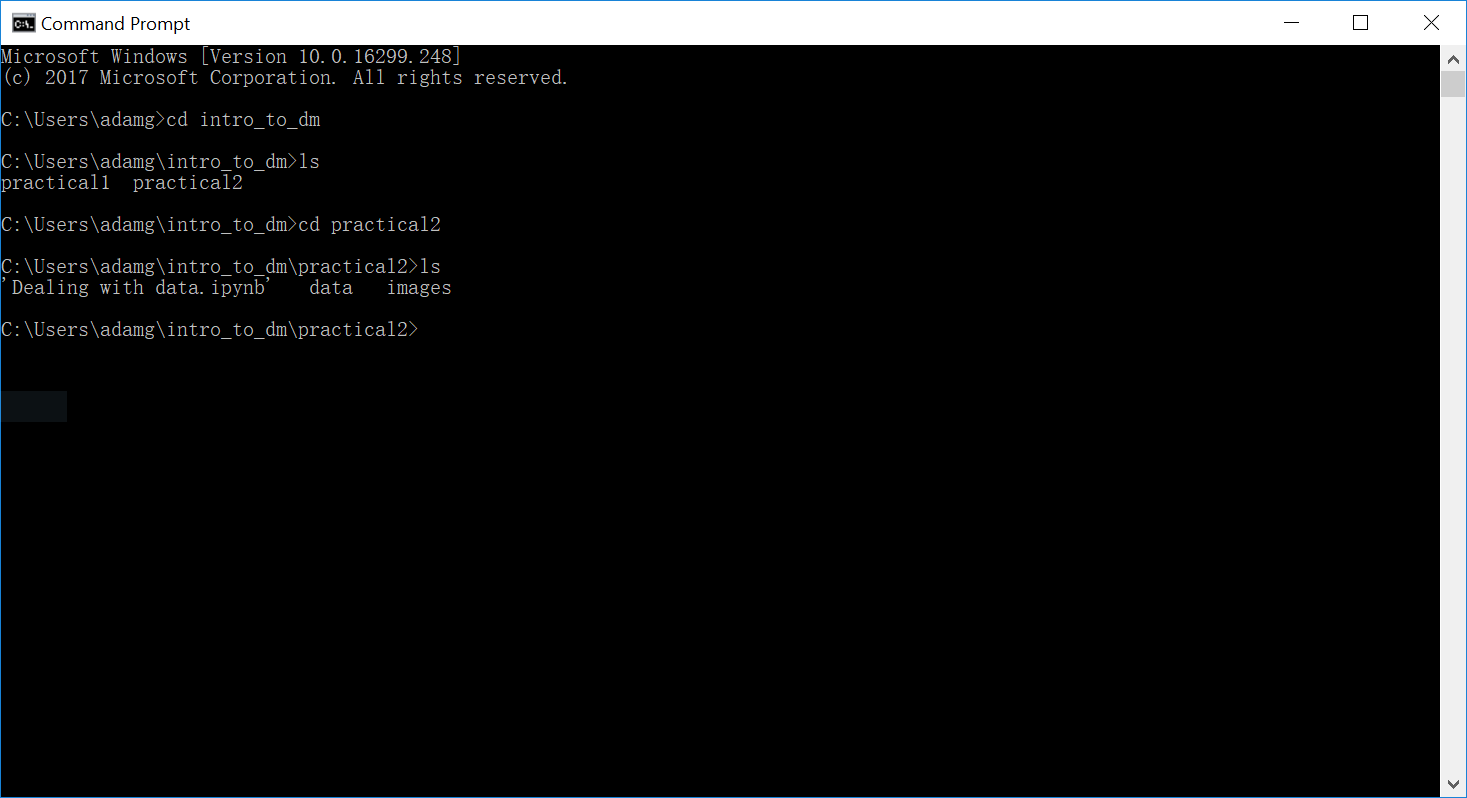 Command Prompt
Microsoft Windows [Version 10.0.16299.248]
(c) 2017 Microsoft Corporation. All rights reserved.
C:\Users\adamg>cd intro_to_dm
C:\Users\adamg\intro_to_dm>ls
practical1  practical2
C:\Users\adamg\intro_to_dm>cd practical2
C:\Users\adamg\intro_to_dm\practical2>ls
'Dealing with data.ipynb'   data   images
C:\Users\adamg\intro_to_dm\practical2>